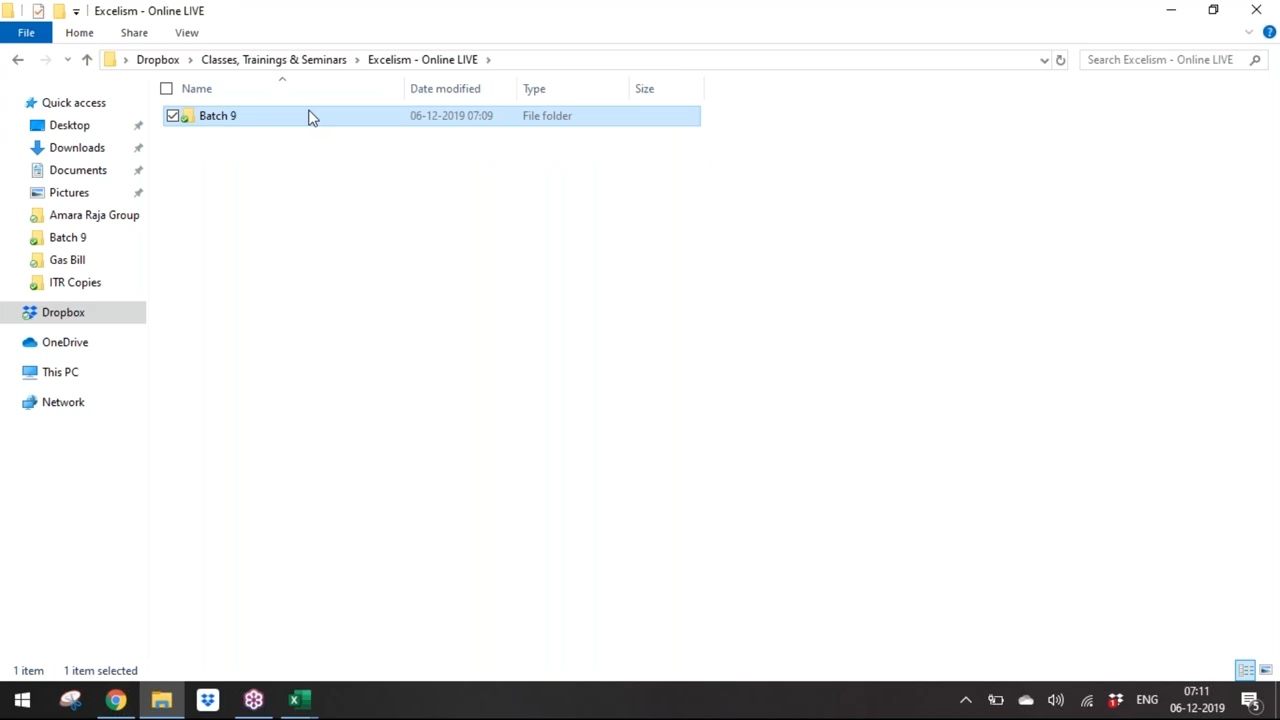 Excelism - Online LIVE
File Home Share View
Dropbox Classes, Trainings & Seminars Excelism - Online LIVE Search Excelism - Online LIVE
Name Date modified Type Size
Quick access
Batch 9 06-12-2019 07:09 File folder
Desktop
Downloads
Documents
Pictures
Amara Raja Group
Batch 9
Gas Bill
ITR Copies
Dropbox
OneDrive
This PC
Network
1 item 1 item selected
ENG 07:11
06-12-2019 5